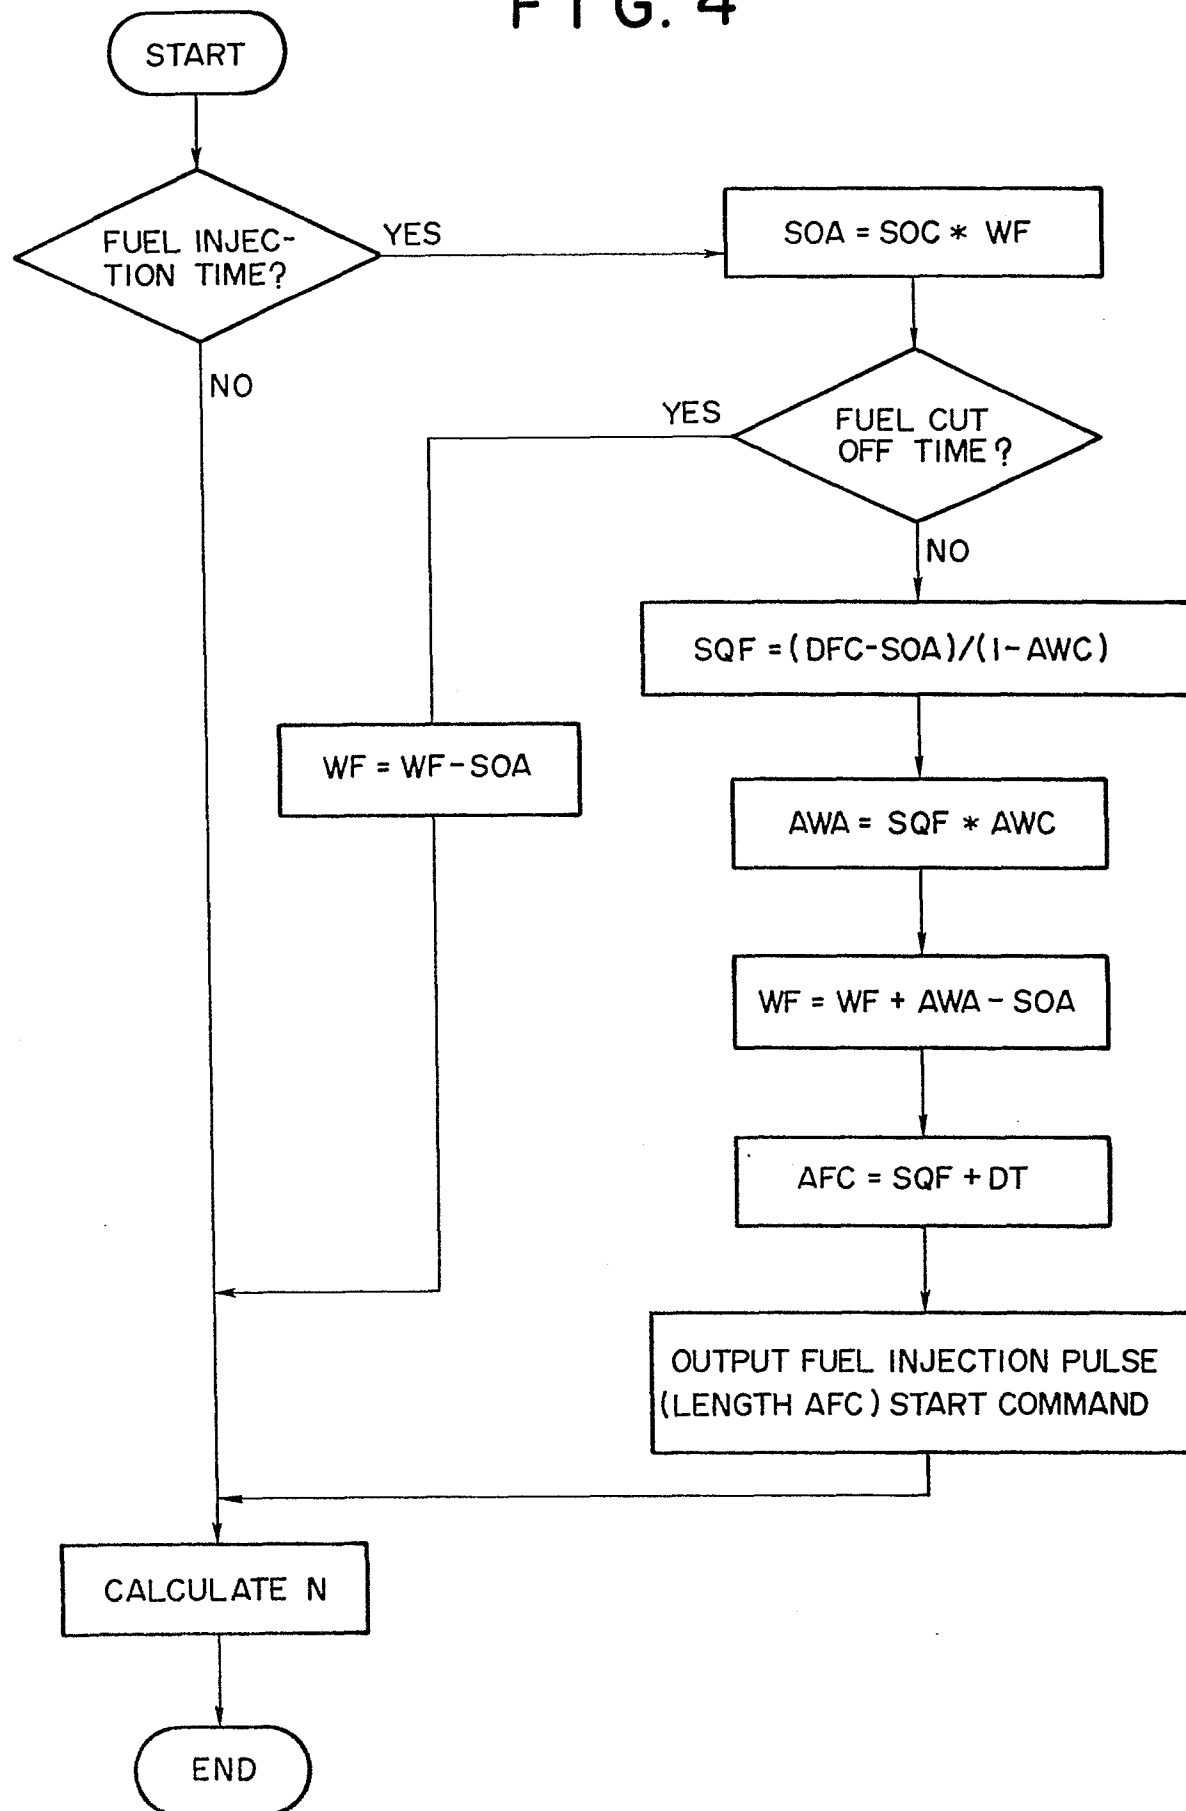 FIG. 4
START
FUEL INJEC-
TION TIME?
YES
NO
SOA = SOC * WF
FUEL CUT
OFF TIME?
YES
NO
SQF = (DFC-SOA)/(1-AWC)
WF = WF-SOA
AWA = SQF * AWC
WF = WF + AWA - SOA
AFC = SQF + DT
OUTPUT FUEL INJECTION PULSE
(LENGTH AFC) START COMMAND
CALCULATE N
END